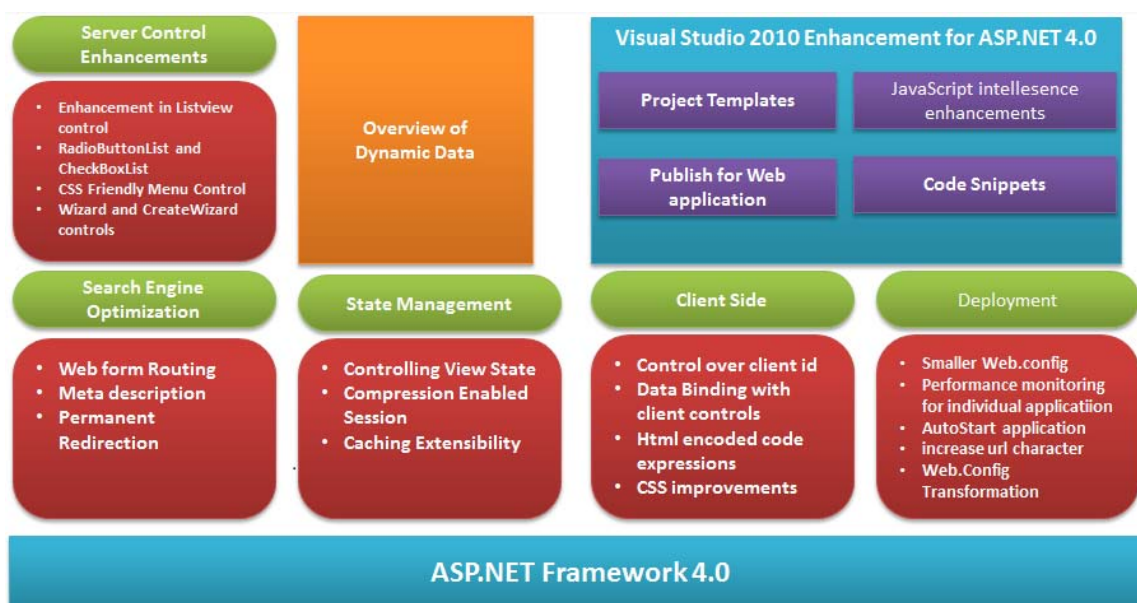 Server Control
Enhancements
• Enhancement in Listview
control
• RadioButtonList and
CheckBoxList
• CSS Friendly Menu Control
• Wizard and CreateWizard
controls
Overview of
Dynamic Data
Visual Studio 2010 Enhancement for ASP.NET 4.0
Project Templates
JavaScript intellesence
enhancements
Publish for Web
application
Code Snippets
Search Engine
Optimization
• Web form Routing
• Meta description
• Permanent
Redirection
State Management
• Controlling View State
• Compression Enabled
Session
• Caching Extensibility
Client Side
• Control over client id
• Data Binding with
client controls
• Html encoded code
expressions
• CSS improvements
Deployment
• Smaller Web.config
• Performance monitoring
for individual applicatiion
• AutoStart application
• increase url character
• Web.Config
Transformation
ASP.NET Framework 4.0